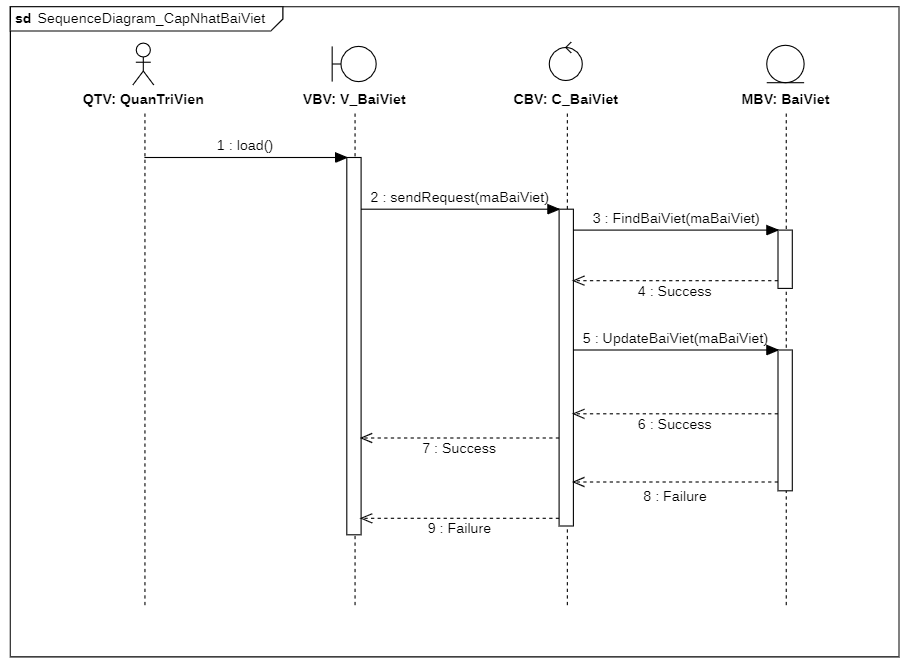 sd SequenceDiagram_CapNhatBaiViet
QTV: QuanTriVien
VBV: V_BaiViet
CBV: C_BaiViet
MBV: BaiViet
1 : load()
2 : sendRequest(maBaiViet)
3 : FindBaiViet(maBaiViet)
4 : Success
5 : UpdateBaiViet(maBaiViet)
6 : Success
7 : Success
8 : Failure
9 : Failure